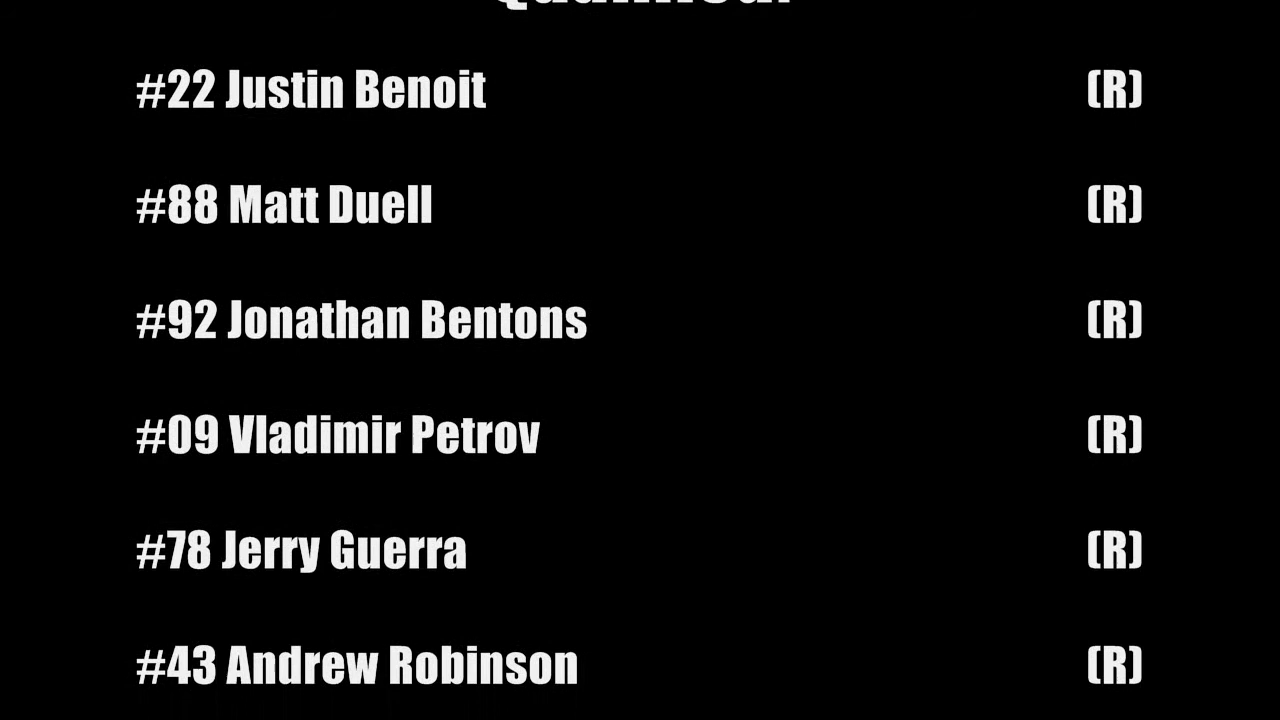 #22 Justin Benoit (R)
#88 Matt Duell (R)
#92 Jonathan Bentons (R)
#09 Vladimir Petrov (R)
#78 Jerry Guerra (R)
#43 Andrew Robinson (R)